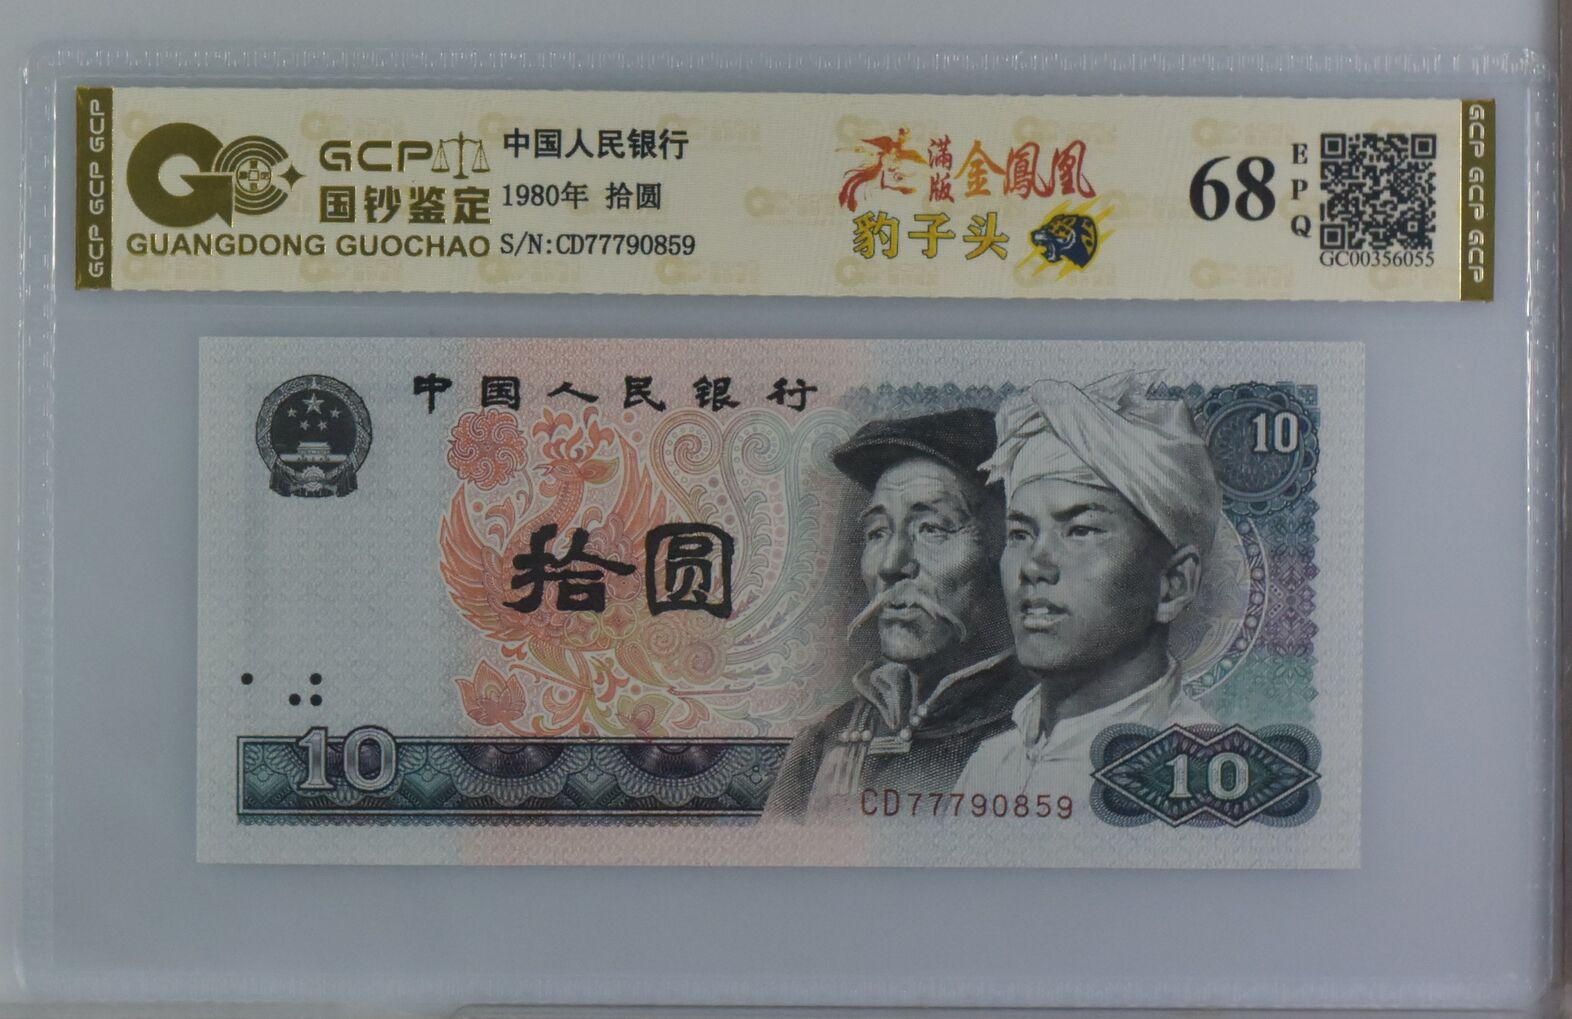 GCP GCP GCP
GCP
国钞鉴定
GUANGDONG GUOCHAO
中国人民银行
1980年 拾圆
S/N:CD77790859
满版 金鳳凰
豹子头
68
EPQ
GC00356055
GCP GCP GCP
中国人民银行
10
拾圆
10
CD77790859
10